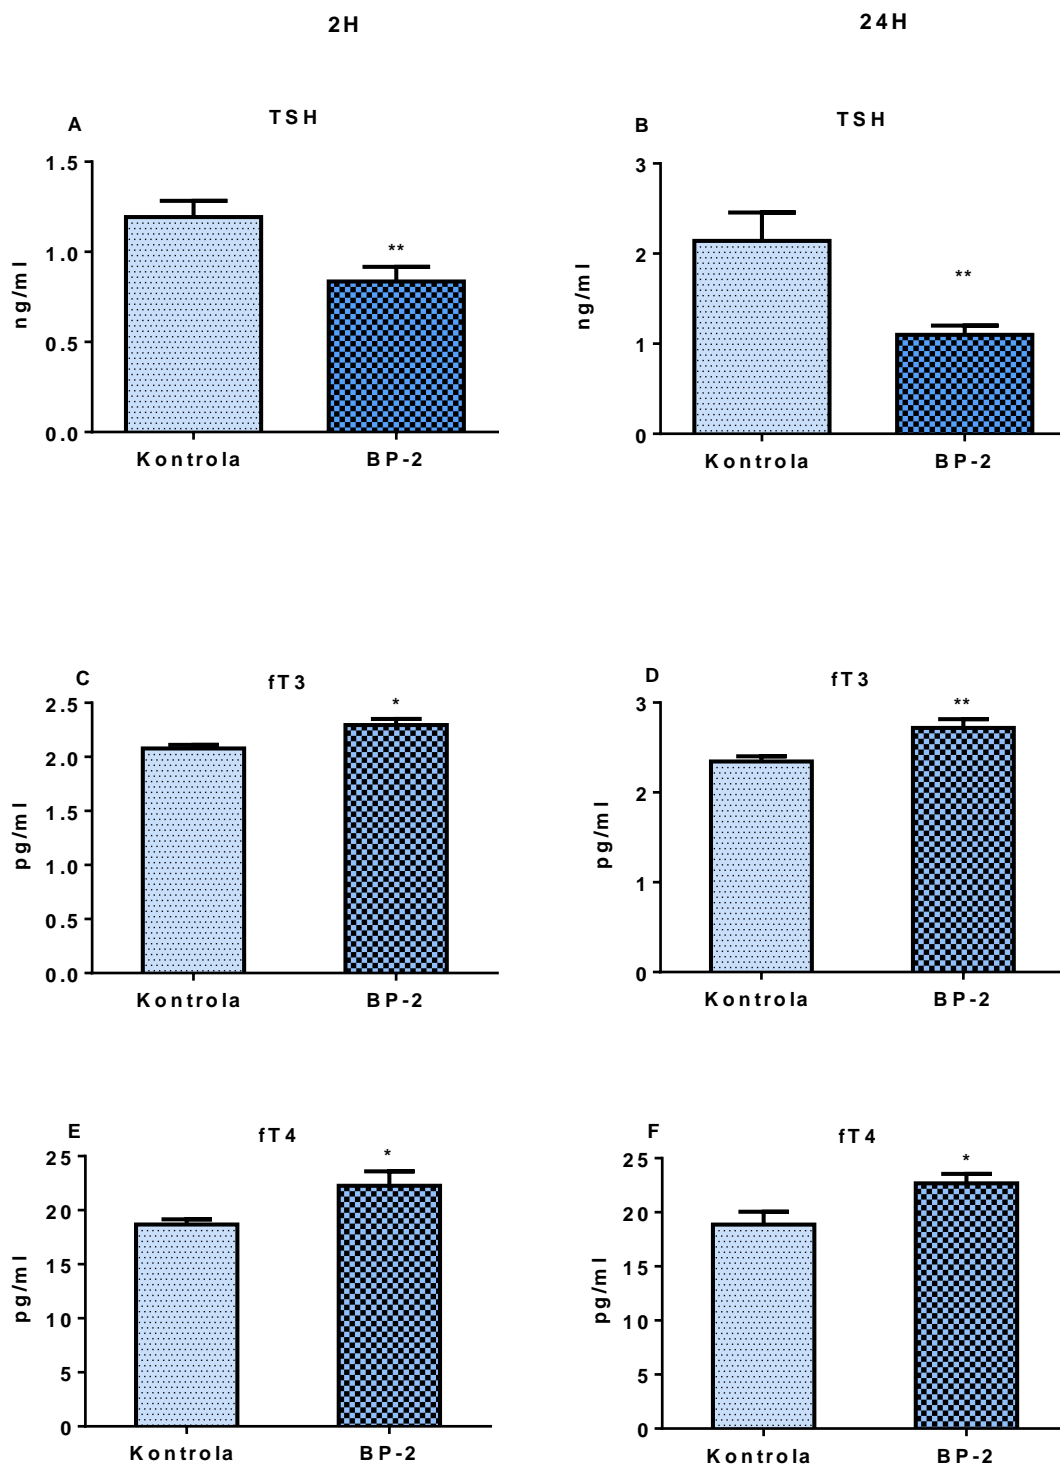 2H
24H
A
TSH
1.5
1.0
0.5
0.0
ng/ml
**
Kontrola
BP-2
B
TSH
3
2
1
0
ng/ml
**
Kontrola
BP-2
C
fT3
2.5
2.0
1.5
1.0
0.5
0.0
pg/ml
*
Kontrola
BP-2
D
fT3
3
2
1
0
pg/ml
**
Kontrola
BP-2
E
fT4
25
20
15
10
5
0
pg/ml
*
Kontrola
BP-2
F
fT4
25
20
15
10
5
0
pg/ml
*
Kontrola
BP-2